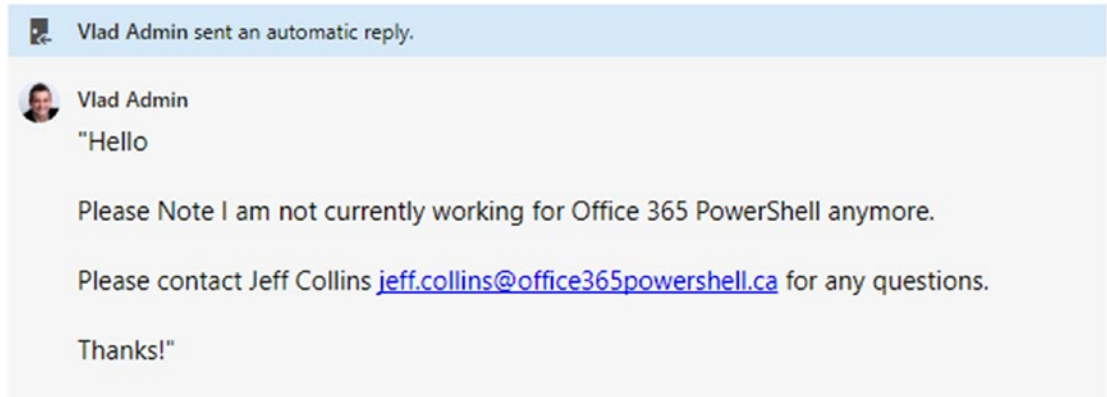 Vlad Admin sent an automatic reply.
Vlad Admin
"Hello
Please Note I am not currently working for Office 365 PowerShell anymore.
Please contact Jeff Collins jeff.collins@office365powershell.ca for any questions.
Thanks!"